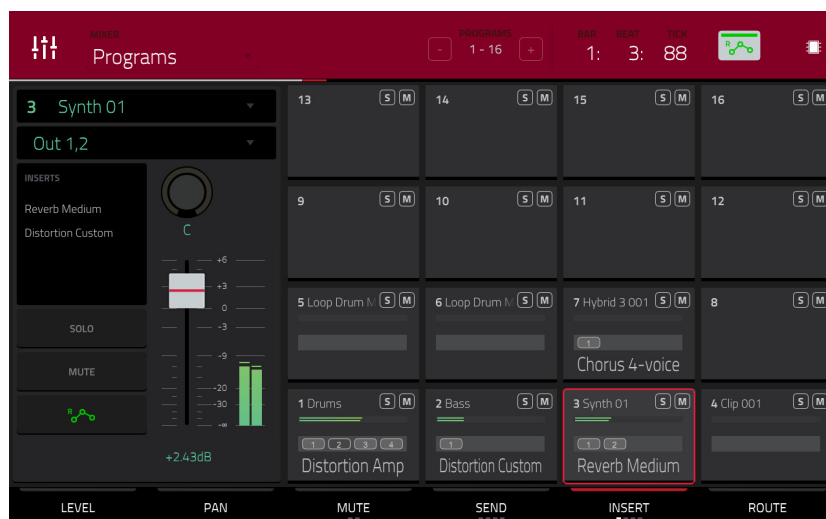 MIXER
Programs
PROGRAMS
- 1 - 16 +
BAR BEAT TICK
1: 3: 88
R
3 Synth 01
Out 1,2
INSERTS
Reverb Medium
Distortion Custom
C
+6
+3
0
-3
-9
-20
-30
-∞
SOLO
MUTE
R
+2.43dB
13 S M
14 S M
15 S M
16 S M
9 S M
10 S M
11 S M
12 S M
5 Loop Drum M S M
6 Loop Drum M S M
7 Hybrid 3 001 S M
1
Chorus 4-voice
8 S M
1 Drums S M
1 2 3 4
Distortion Amp
2 Bass S M
1
Distortion Custom
3 Synth 01 S M
1 2
Reverb Medium
4 Clip 001 S M
LEVEL PAN MUTE SEND INSERT ROUTE